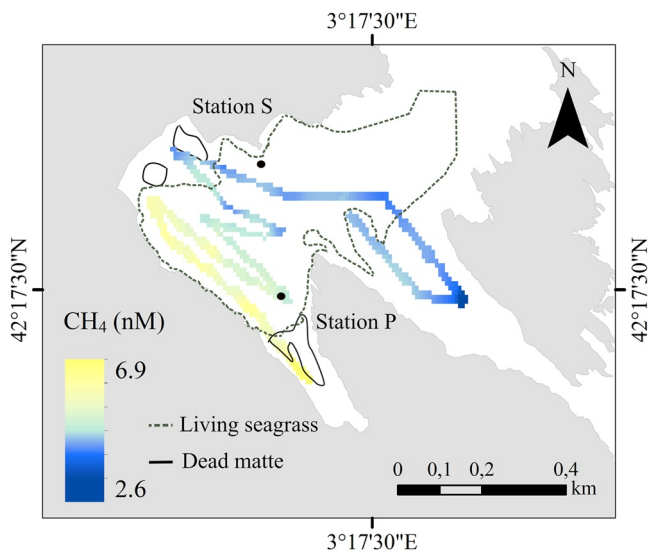 3°17'30"E
N
Station S
42°17'30"N
42°17'30"N
Station P
CH₄ (nM)
6.9
2.6
Living seagrass
Dead matte
0 0,1 0,2 0,4
km
3°17'30"E